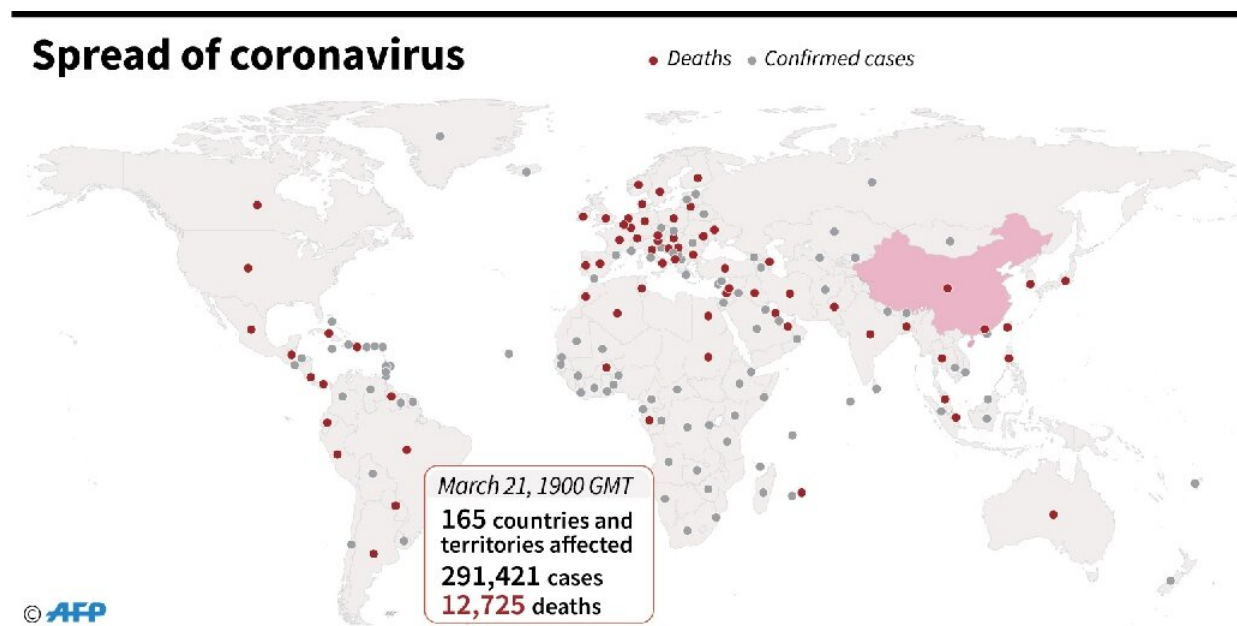 Spread of coronavirus
Deaths Confirmed cases
March 21, 1900 GMT
165 countries and
territories affected
291,421 cases
12,725 deaths
© AFP